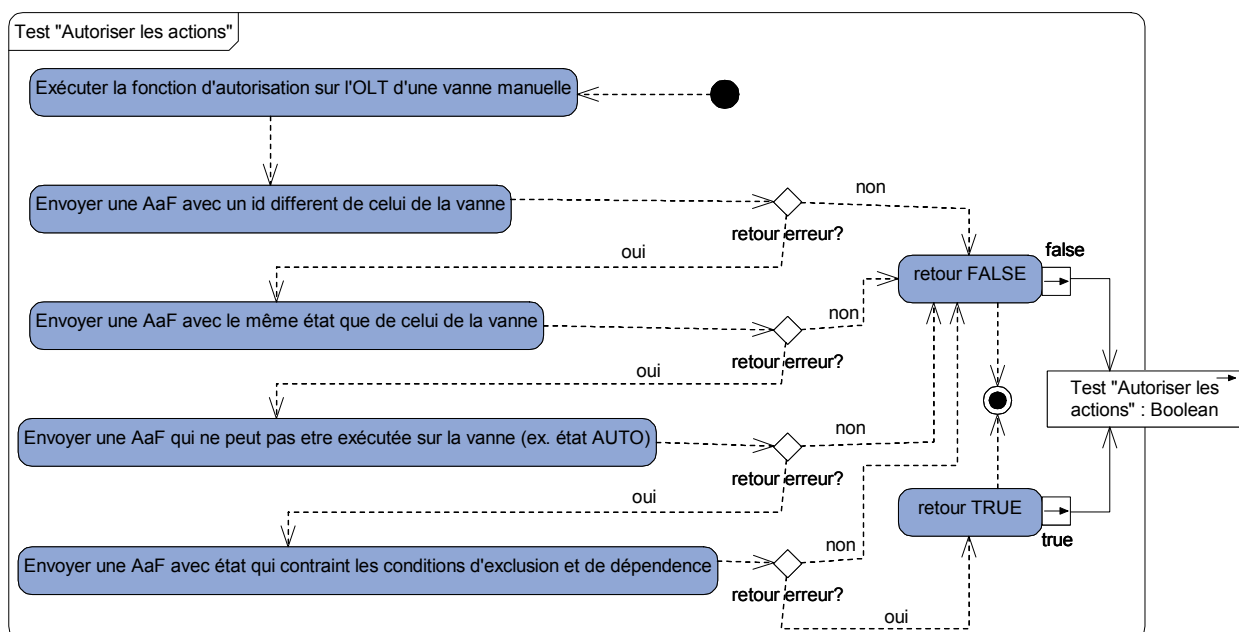 Test "Autoriser les actions"
Exécuter la fonction d'autorisation sur l'OLT d'une vanne manuelle
Envoyer une AaF avec un id different de celui de la vanne
non
retour erreur?
oui
false
retour FALSE
Envoyer une AaF avec le même état que de celui de la vanne
non
retour erreur?
oui
Test "Autoriser les
actions" : Boolean
Envoyer une AaF qui ne peut pas etre exécutée sur la vanne (ex. état AUTO)
non
retour erreur?
oui
retour TRUE
true
Envoyer une AaF avec état qui contraint les conditions d'exclusion et de dépendence
non
retour erreur?
oui